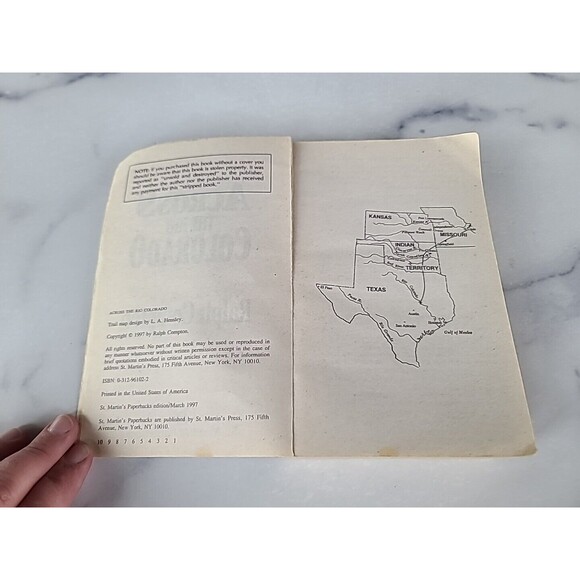 NOTE: If you purchased this book without a cover you
should be aware that this book is stolen property. It was
reported as "unsold and destroyed" to the publisher,
and neither the author nor the publisher has received
any payment for this "stripped book."
ACROSS THE RIO COLORADO
Trail map design by L. A. Hensley.
Copyright © 1997 by Ralph Compton.
All rights reserved. No part of this book may be used or reproduced in
any manner whatsoever without written permission except in the case of
brief quotations embodied in critical articles or reviews. For information
address St. Martin's Press, 175 Fifth Avenue, New York, NY 10010.
ISBN: 0-312-96102-2
Printed in the United States of America
St. Martin's Paperbacks edition/March 1997
St. Martin's Paperbacks are published by St. Martin's Press, 175 Fifth
Avenue, New York, NY 10010.
10 9 8 7 6 5 4 3 2 1
KANSAS
MISSOURI
INDIAN
TERRITORY
TEXAS
El Paso
Austin
San Antonio
Houston
Gulf of Mexico